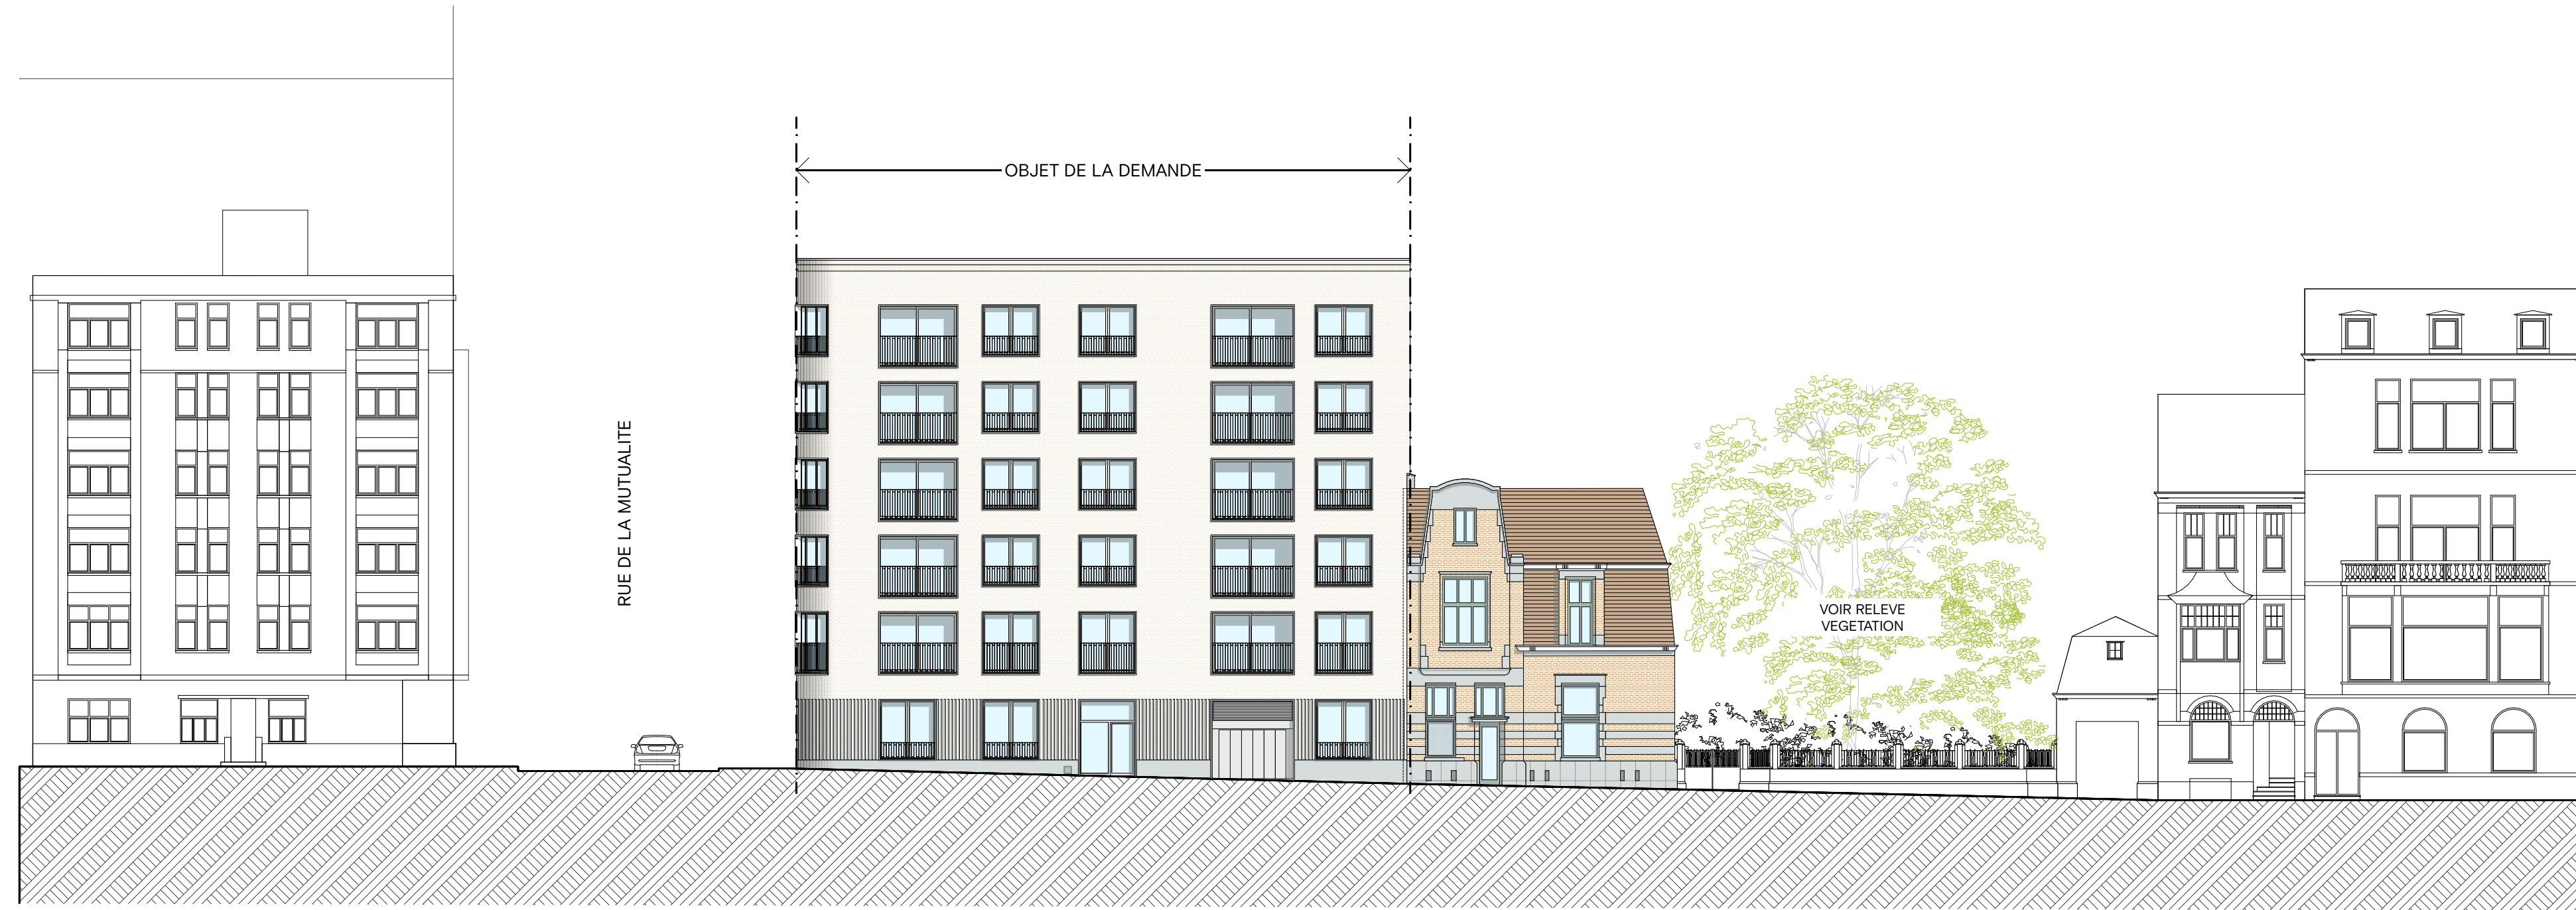 OBJET DE LA DEMANDE
RUE DE LA MUTUALITE
VOIR RELEVE
VEGETATION